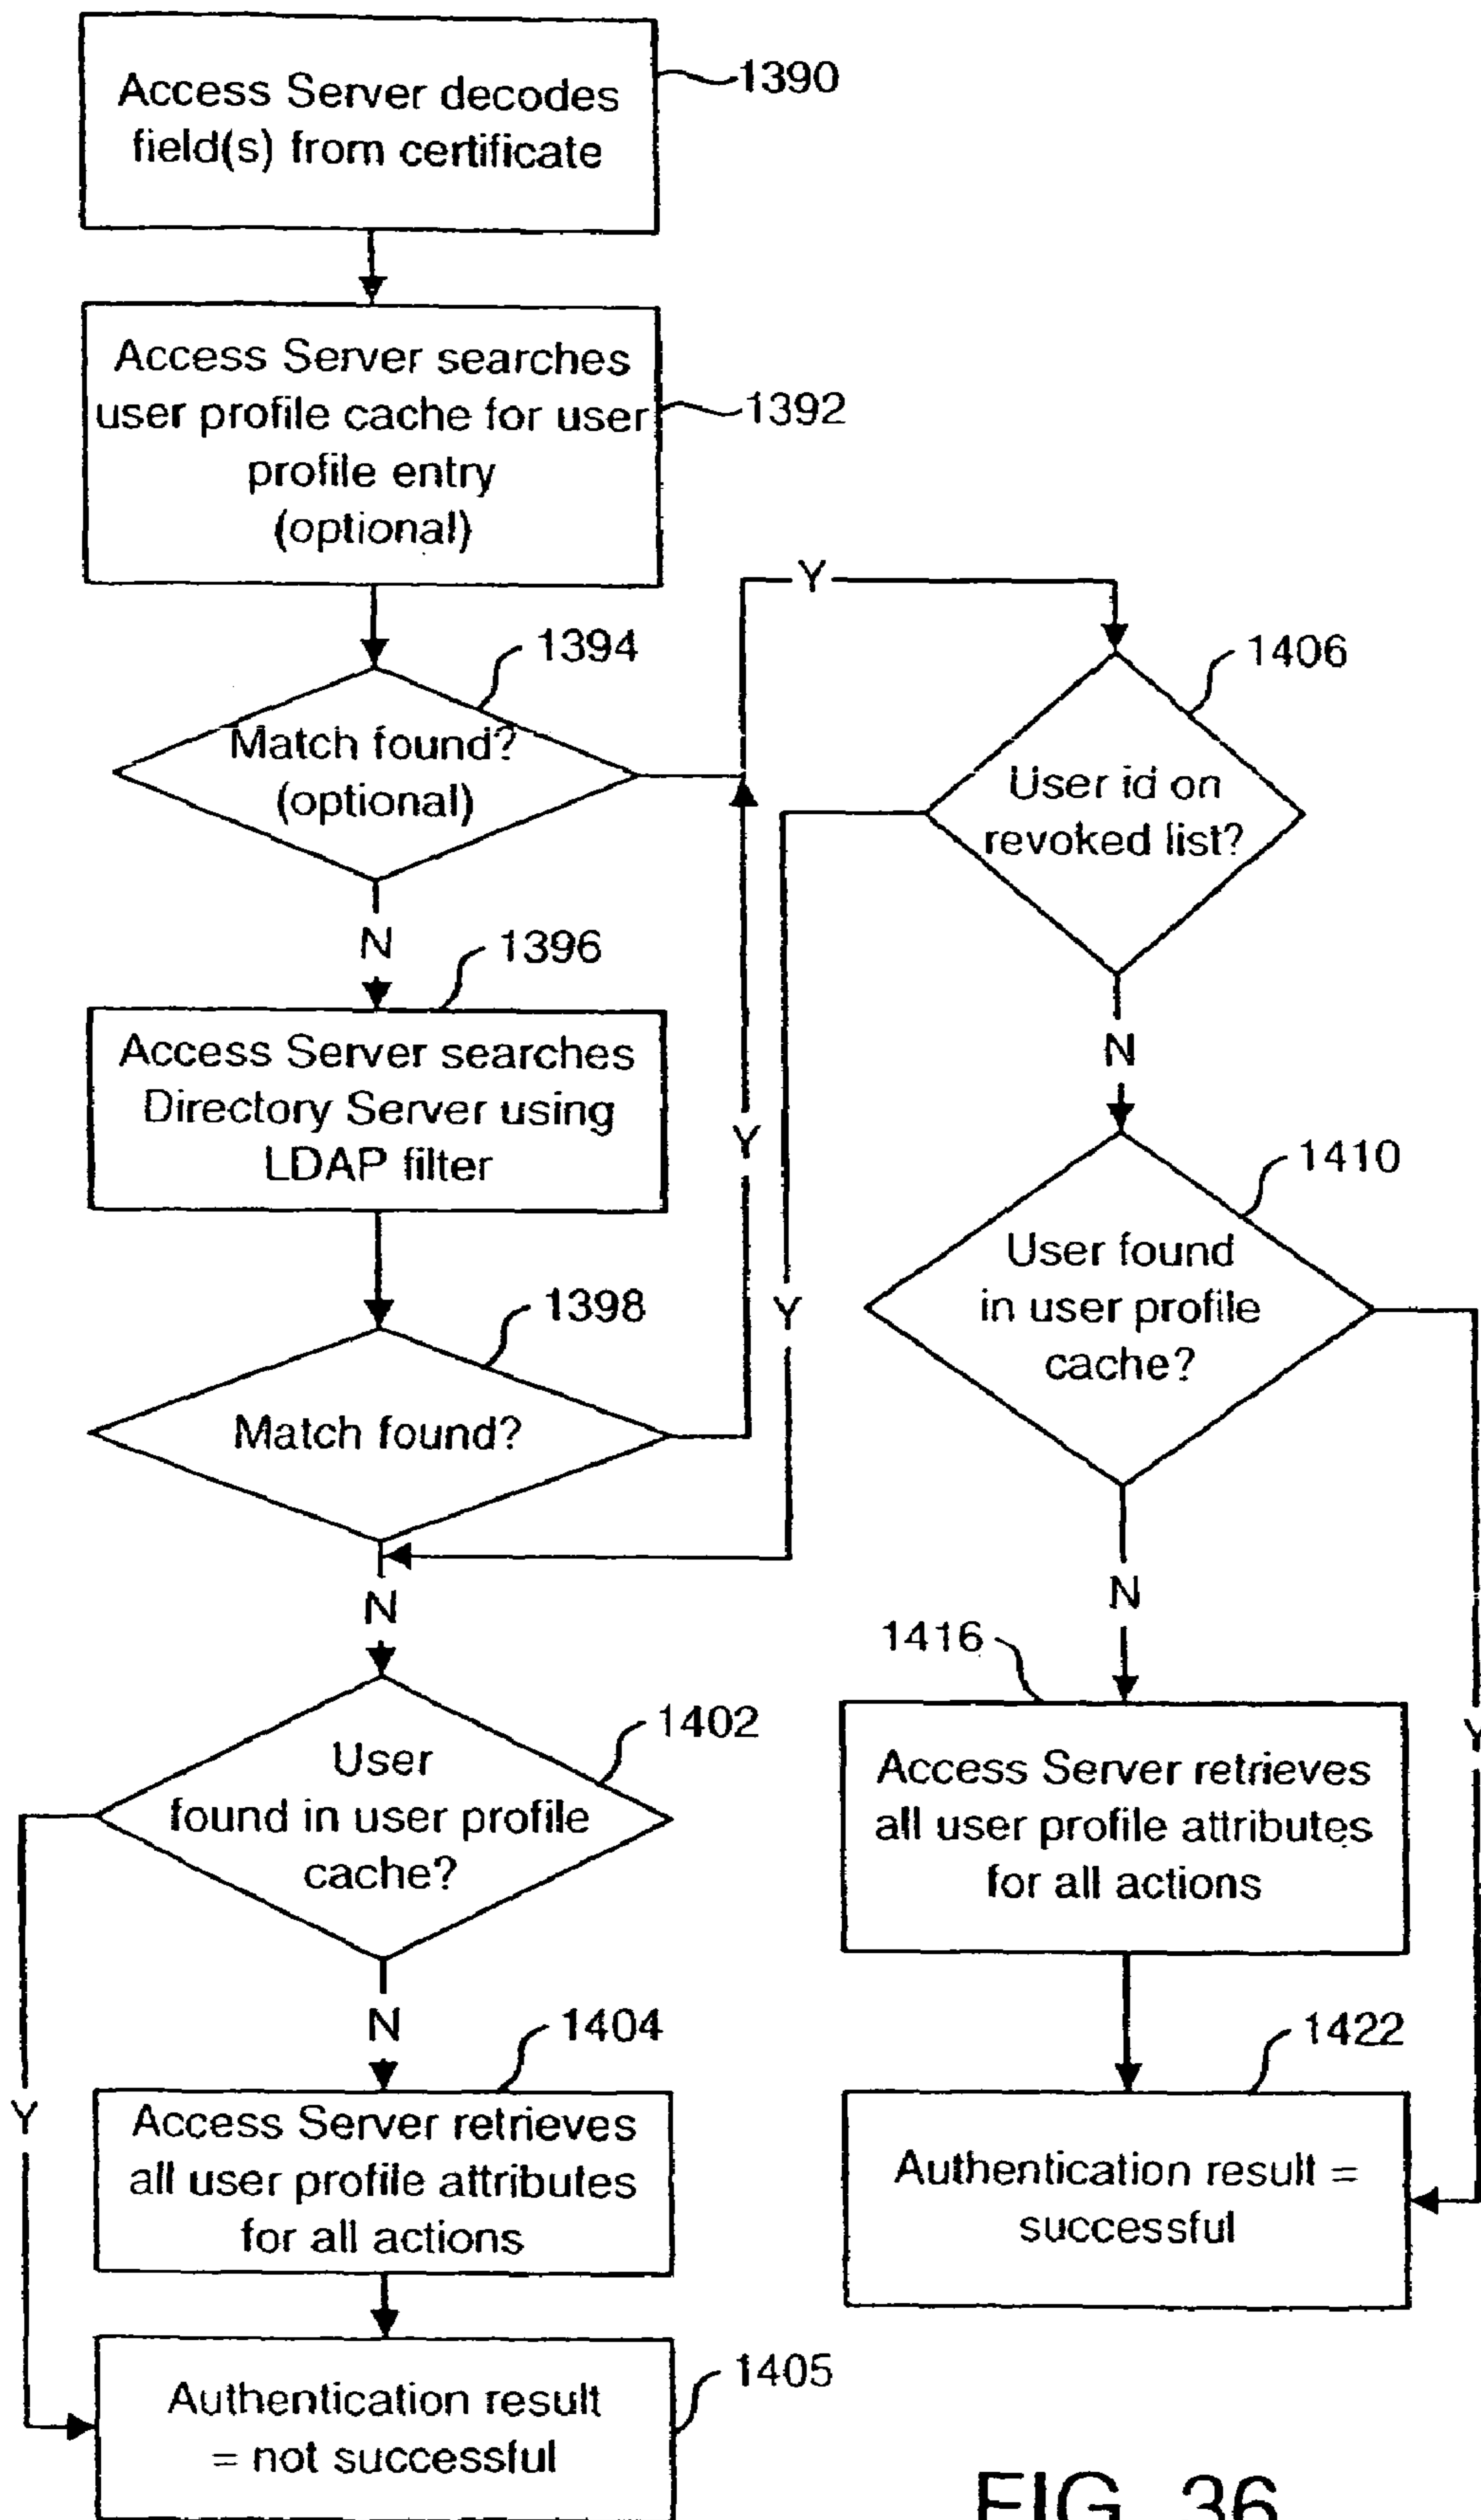 Access Server decodes
field(s) from certificate
1390
Access Server searches
user profile cache for user
profile entry
(optional)
1392
Y
1394
Match found?
(optional)
N
1396
Access Server searches
Directory Server using
LDAP filter
Y
1398
Match found?
N
1402
User
found in user profile
cache?
Y
N
1404
Access Server retrieves
all user profile attributes
for all actions
1405
Authentication result
= not successful
1406
User id on
revoked list?
Y
N
1410
User found
in user profile
cache?
Y
N
1416
Access Server retrieves
all user profile attributes
for all actions
1422
Authentication result =
successful
FIG. 36